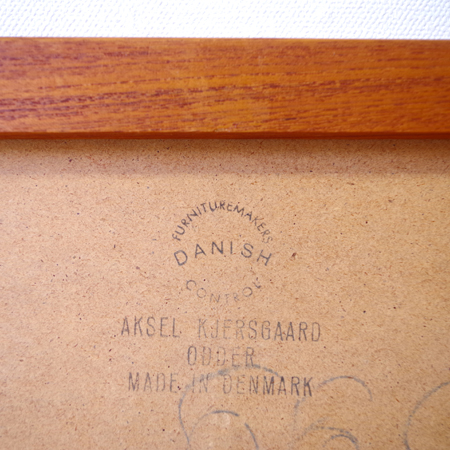 FURNITUREMAKERS
DANISH
CONTROL
AKSEL KJERSGAARD
ODDER
MADE IN DENMARK